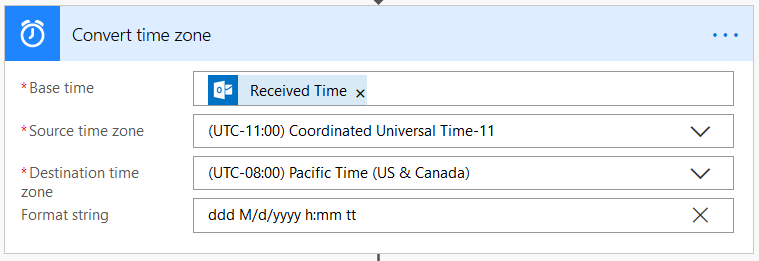 Convert time zone
* Base time
Received Time ×
* Source time zone
(UTC-11:00) Coordinated Universal Time-11
* Destination time
zone
(UTC-08:00) Pacific Time (US & Canada)
Format string
ddd M/d/yyyy h:mm tt